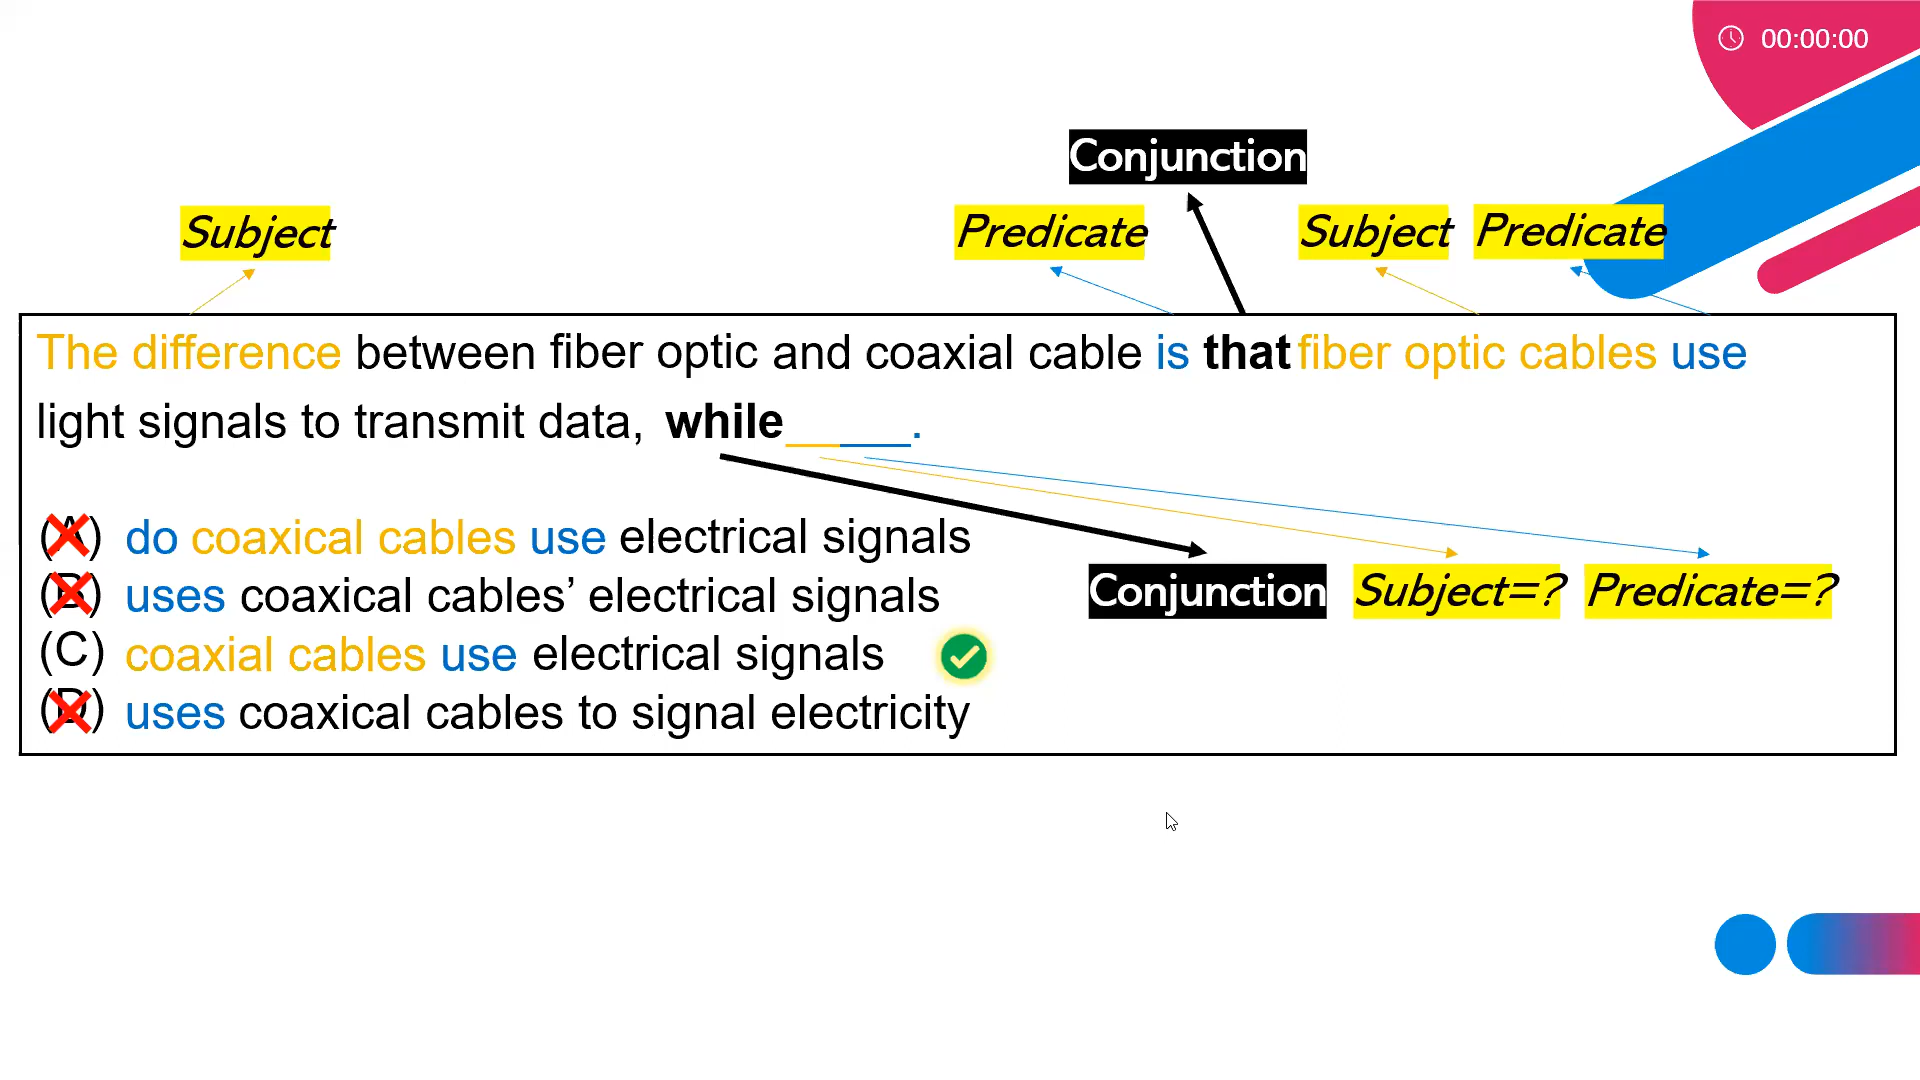 00:00:00
Conjunction
Subject Predicate Subject Predicate
The difference between fiber optic and coaxial cable is that fiber optic cables use
light signals to transmit data, while _____.
(A) do coaxical cables use electrical signals
(B) uses coaxical cables’ electrical signals
Conjunction Subject=? Predicate=?
(C) coaxial cables use electrical signals
(D) uses coaxical cables to signal electricity